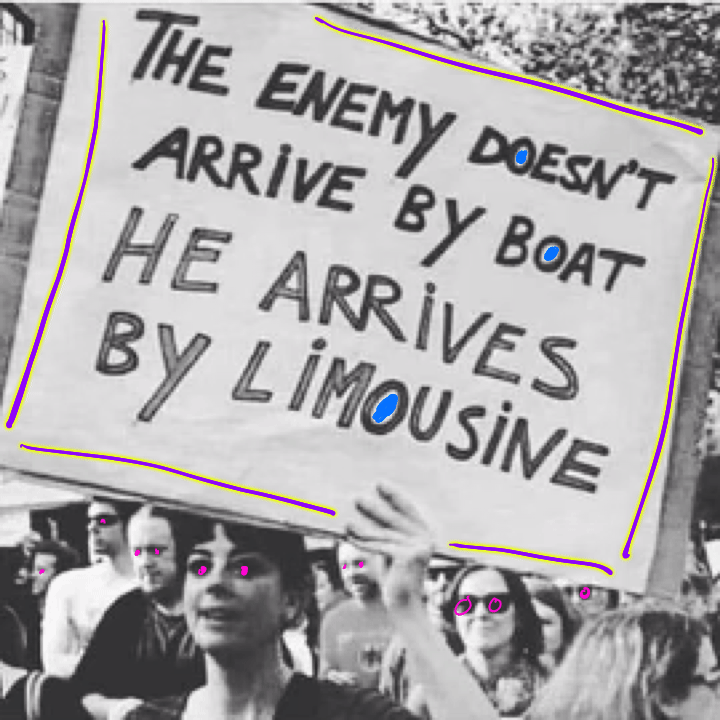 THE ENEMY DOESN'T
ARRIVE BY BOAT
HE ARRIVES
BY LIMOUSINE